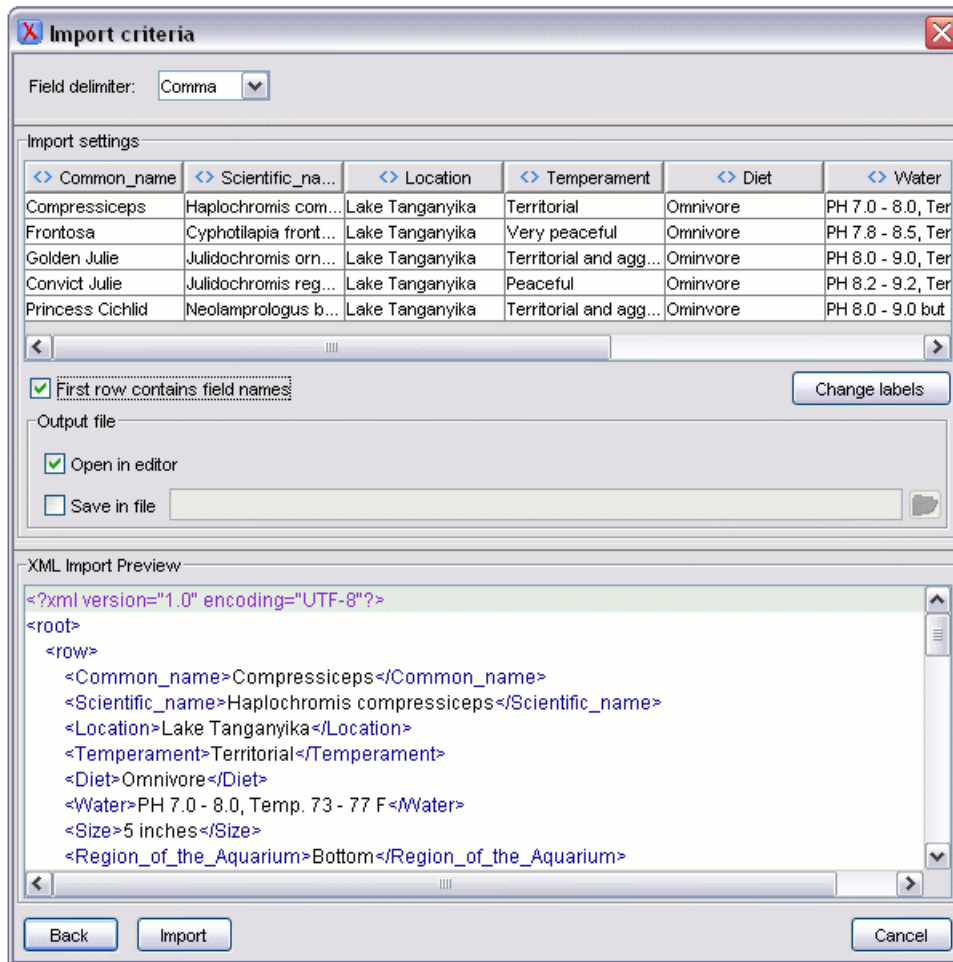 Import criteria
Field delimiter: Comma
Import settings
<> Common_name <> Scientific_na... <> Location <> Temperament <> Diet <> Water
Compressiceps Haplochromis com... Lake Tanganyika Territorial Omnivore PH 7.0 - 8.0, Ter
Frontosa Cyphotilapia front... Lake Tanganyika Very peaceful Omnivore PH 7.8 - 8.5, Ter
Golden Julie Julidochromis orn... Lake Tanganyika Territorial and agg... Ominvore PH 8.0 - 9.0, Ter
Convict Julie Julidochromis reg... Lake Tanganyika Peaceful Ominvore PH 8.2 - 9.2, Ter
Princess Cichlid Neolamprologus b... Lake Tanganyika Territorial and agg... Ominvore PH 8.0 - 9.0 but
First row contains field names
Change labels
Output file
Open in editor
Save in file
XML Import Preview
<?xml version="1.0" encoding="UTF-8"?>
<root>
<row>
<Common_name>Compressiceps</Common_name>
<Scientific_name>Haplochromis compressiceps</Scientific_name>
<Location>Lake Tanganyika</Location>
<Temperament>Territorial</Temperament>
<Diet>Omnivore</Diet>
<Water>PH 7.0 - 8.0, Temp. 73 - 77 F</Water>
<Size>5 inches</Size>
<Region_of_the_Aquarium>Bottom</Region_of_the_Aquarium>
Back Import Cancel